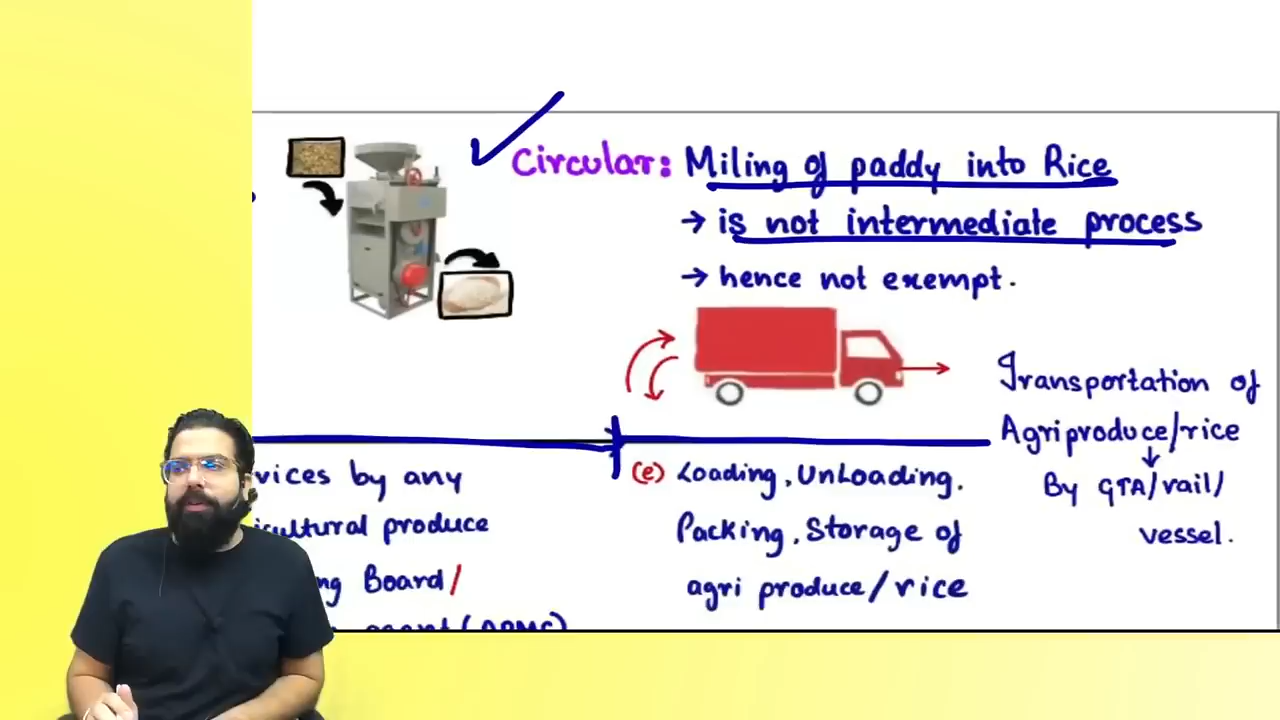 Circular: Miling of paddy into Rice
→ is not intermediate process
→ hence not exempt.
Transportation of
Agriproduce/rice
↓
By GTA/rail/
vessel.
vices by any
icultural produce
ng Board/
(e) Loading, UnLoading.
Packing, Storage of
agri produce/rice